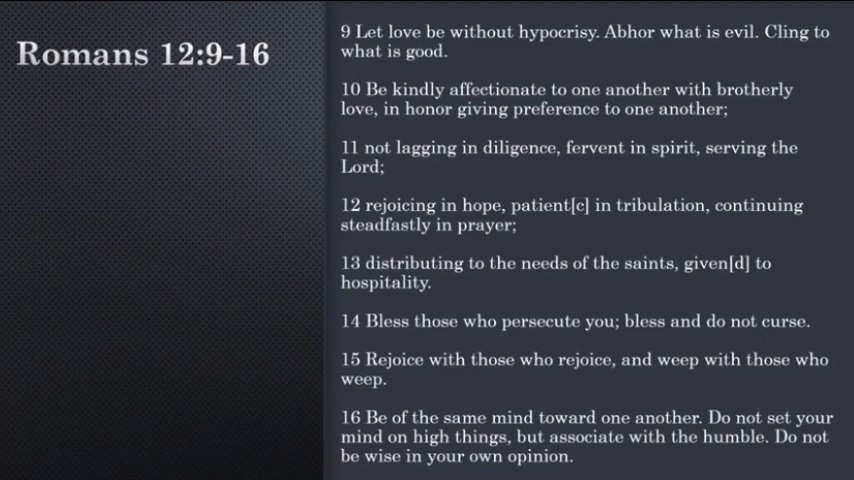 Romans 12:9-16
9 Let love be without hypocrisy. Abhor what is evil. Cling to
what is good.
10 Be kindly affectionate to one another with brotherly
love, in honor giving preference to one another;
11 not lagging in diligence, fervent in spirit, serving the
Lord;
12 rejoicing in hope, patient[c] in tribulation, continuing
steadfastly in prayer;
13 distributing to the needs of the saints, given[d] to
hospitality.
14 Bless those who persecute you; bless and do not curse.
15 Rejoice with those who rejoice, and weep with those who
weep.
16 Be of the same mind toward one another. Do not set your
mind on high things, but associate with the humble. Do not
be wise in your own opinion.